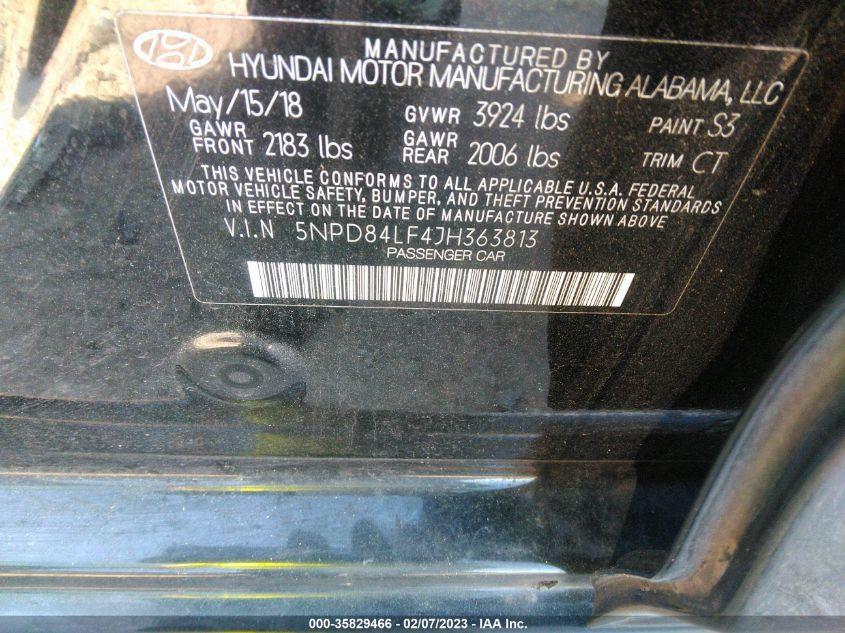 MANUFACTURED BY
HYUNDAI MOTOR MANUFACTURING ALABAMA, LLC
May/15/18 GVWR 3924 lbs PAINT S3
GAWR FRONT 2183 lbs GAWR REAR 2006 lbs TRIM CT
THIS VEHICLE CONFORMS TO ALL APPLICABLE U.S.A. FEDERAL
MOTOR VEHICLE SAFETY, BUMPER, AND THEFT PREVENTION STANDARDS
IN EFFECT ON THE DATE OF MANUFACTURE SHOWN ABOVE
V.I.N 5NPD84LF4JH363813
PASSENGER CAR
000-35829466 - 02/07/2023 - IAA Inc.